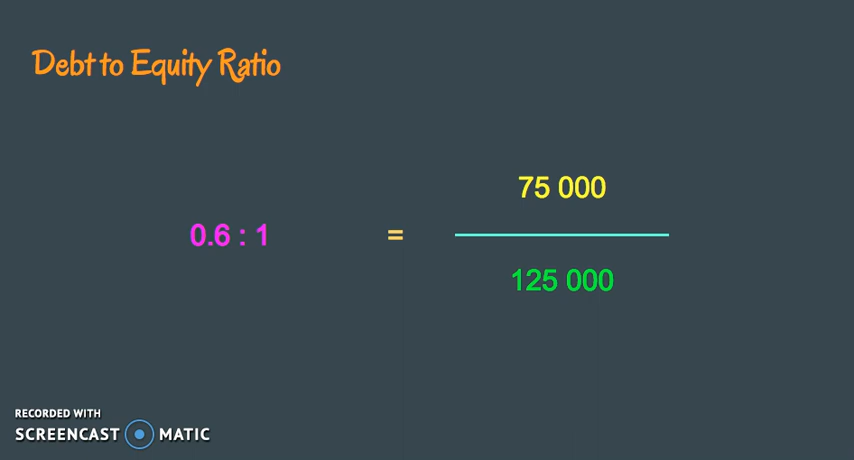 Debt to Equity Ratio
75 000
0.6 : 1 =
125 000
RECORDED WITH
SCREENCAST MATIC